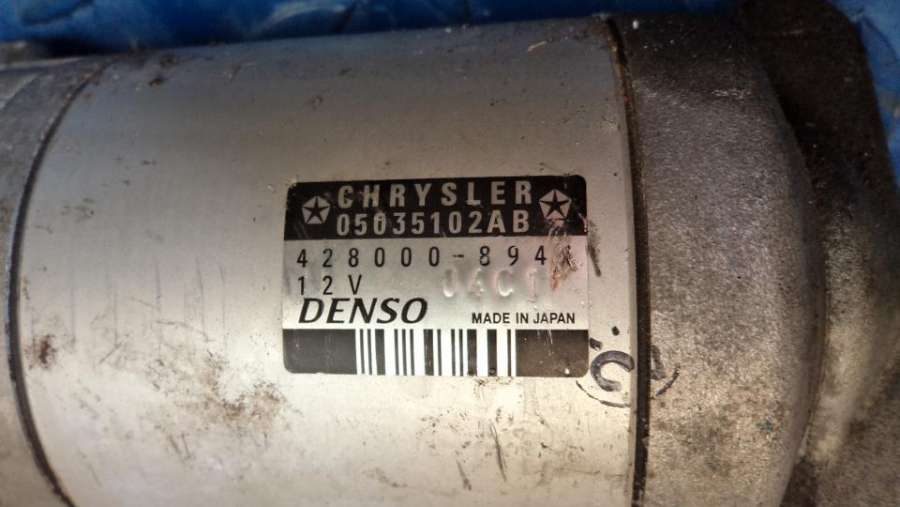 CHRYSLER
05035102AB
428000-894
12V
DENSO
MADE IN JAPAN